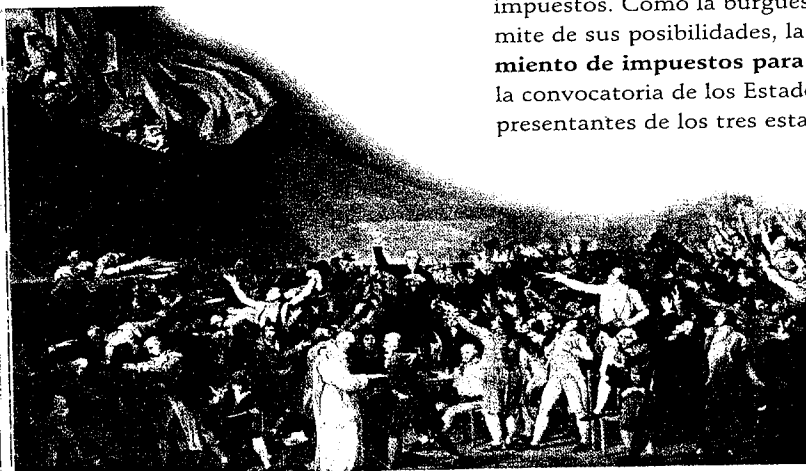 impuestos. Como la burgues
mite de sus posibilidades, la
miento de impuestos para
la convocatoria de los Estado
presentantes de los tres esta